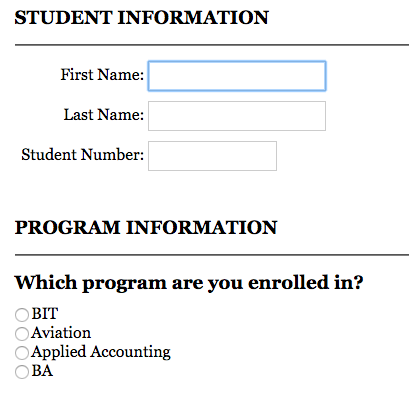 STUDENT INFORMATION
First Name:
Last Name:
Student Number:
PROGRAM INFORMATION
Which program are you enrolled in?
BIT
Aviation
Applied Accounting
BA